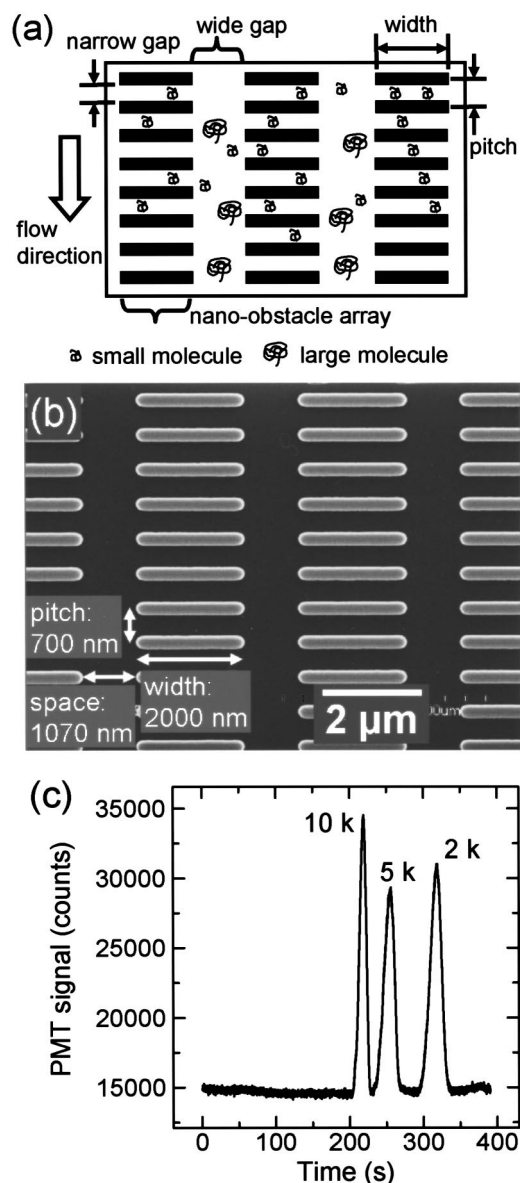 (a)
wide gap
width
narrow gap
pitch
flow
direction
nano-obstacle array
small molecule
large molecule
(b)
pitch:
700 nm
space:
1070 nm
width:
2000 nm
2 μm
(c)
35000
30000
25000
20000
15000
10 k
5 k
2 k
PMT signal (counts)
0
100
200
300
400
Time (s)